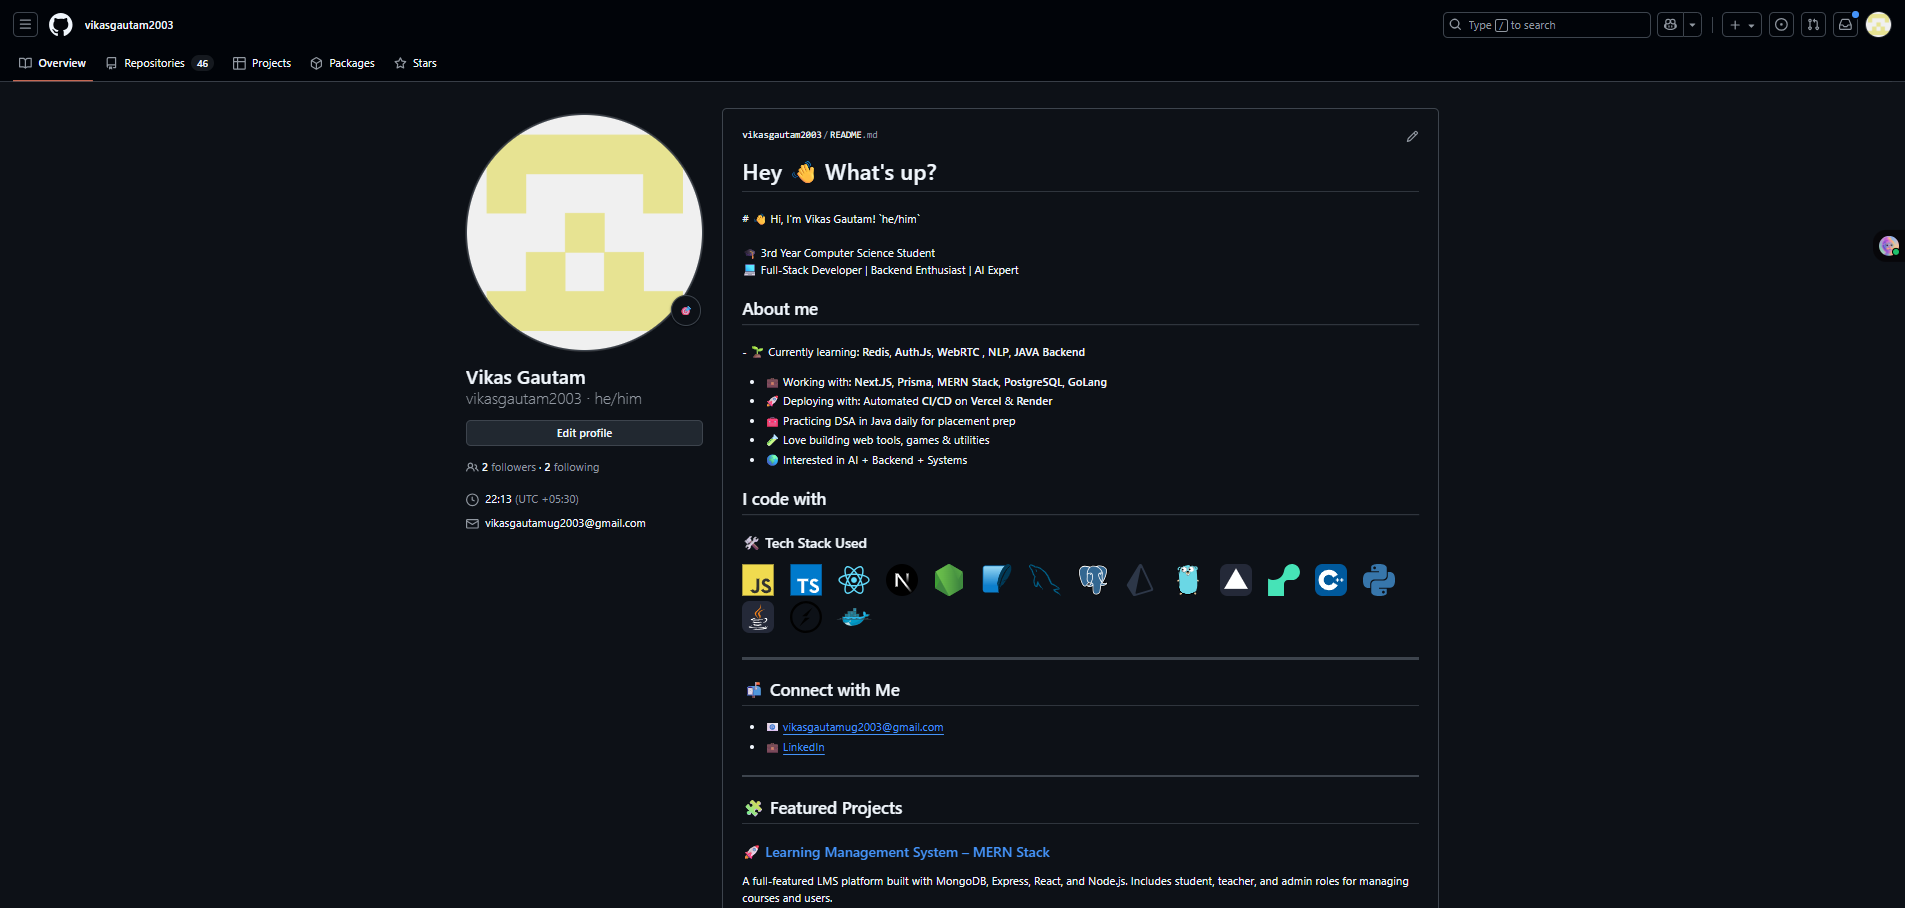 vikasgautam2003
Type / to search
Overview
Repositories 46
Projects
Packages
Stars
Vikas Gautam
vikasgautam2003 · he/him
Edit profile
2 followers · 2 following
22:13 (UTC +05:30)
vikasgautamug2003@gmail.com
vikasgautam2003/README.md
Hey 👋 What's up?
# 👋 Hi, I'm Vikas Gautam! `he/him`
🎓 3rd Year Computer Science Student
💻 Full-Stack Developer | Backend Enthusiast | AI Expert
About me
- 🌱 Currently learning: Redis, Auth.Js, WebRTC , NLP, JAVA Backend
• 💼 Working with: Next.JS, Prisma, MERN Stack, PostgreSQL, GoLang
• 🚀 Deploying with: Automated CI/CD on Vercel & Render
• 🧰 Practicing DSA in Java daily for placement prep
• 🧪 Love building web tools, games & utilities
• 🌍 Interested in AI + Backend + Systems
I code with
🛠️ Tech Stack Used
JS
TS
N
C++
📬 Connect with Me
• 📧 vikasgautamug2003@gmail.com
• 💼 LinkedIn
🧩 Featured Projects
🚀 Learning Management System – MERN Stack
A full-featured LMS platform built with MongoDB, Express, React, and Node.js. Includes student, teacher, and admin roles for managing
courses and users.